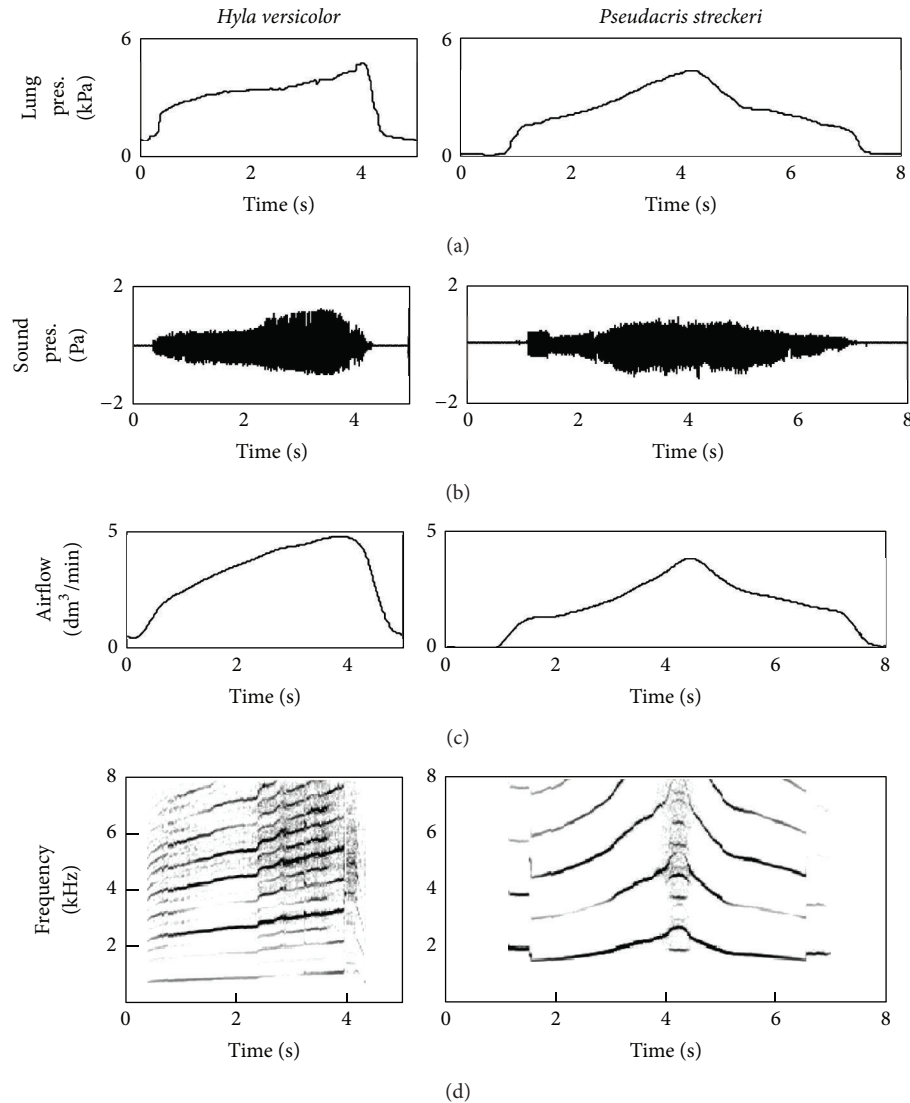 Hyla versicolor
Pseudacris streckeri
Lung
pres.
(kPa)
6
0
0 2 4
Time (s)
6
0
0 2 4 6 8
Time (s)
(a)
Sound
pres.
(Pa)
2
−2
0 2 4
Time (s)
2
−2
0 2 4 6 8
Time (s)
(b)
Airflow
(dm³/min)
5
0
0 2 4
Time (s)
5
0
0 2 4 6 8
Time (s)
(c)
Frequency
(kHz)
8
6
4
2
0 2 4
Time (s)
8
6
4
2
0 2 4 6 8
Time (s)
(d)